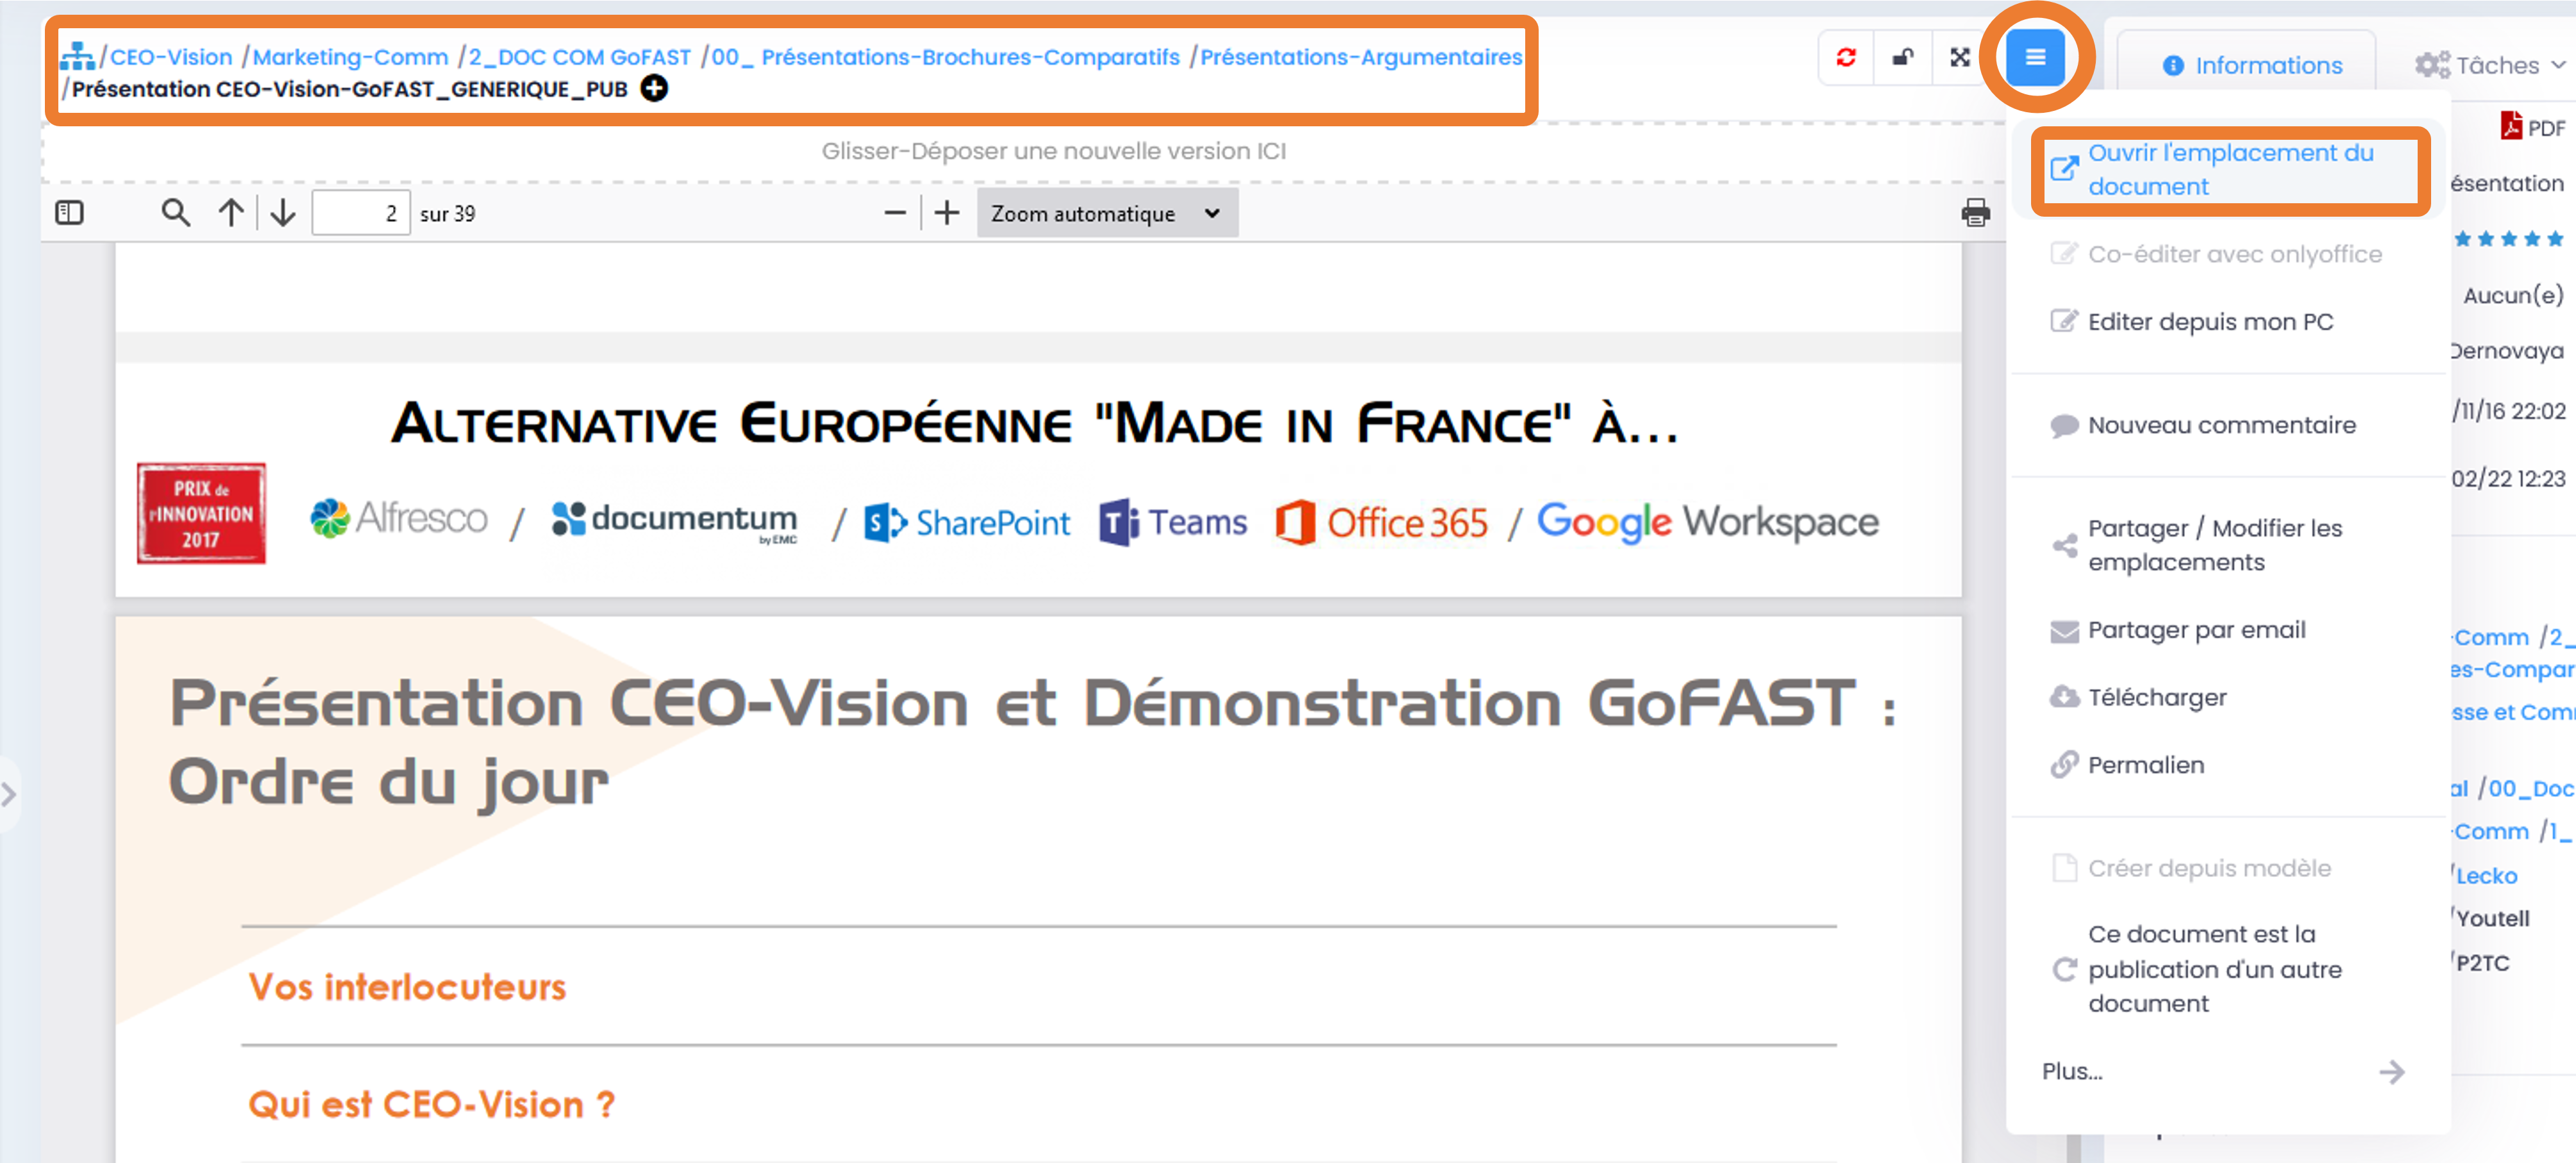 /CEO-Vision /Marketing-Comm /2_DOC COM GoFAST /00_ Présentations-Brochures-Comparatifs /Présentations-Argumentaires
/Présentation CEO-Vision-GoFAST_GENERIQUE_PUB
Informations
Tâches
Glisser-Déposer une nouvelle version ICI
2 sur 39
Zoom automatique
ALTERNATIVE EUROPÉENNE "MADE IN FRANCE" À...
PRIX de
l'INNOVATION
2017
Alfresco / documentum / SharePoint Teams Office 365 / Google Workspace
by EMC
Présentation CEO-Vision et Démonstration GoFAST :
Ordre du jour
Vos interlocuteurs
Qui est CEO-Vision ?
Ouvrir l'emplacement du
document
Co-éditer avec onlyoffice
Editer depuis mon PC
Nouveau commentaire
Partager / Modifier les
emplacements
Partager par email
Télécharger
Permalien
Créer depuis modèle
Ce document est la
publication d'un autre
document
Plus...
PDF
ésentation
Aucun(e)
Dernovaya
/11/16 22:02
02/22 12:23
-Comm /2_
es-Compar
sse et Com
al /00_Doc
-Comm /1_
/Lecko
/Youtell
/P2TC